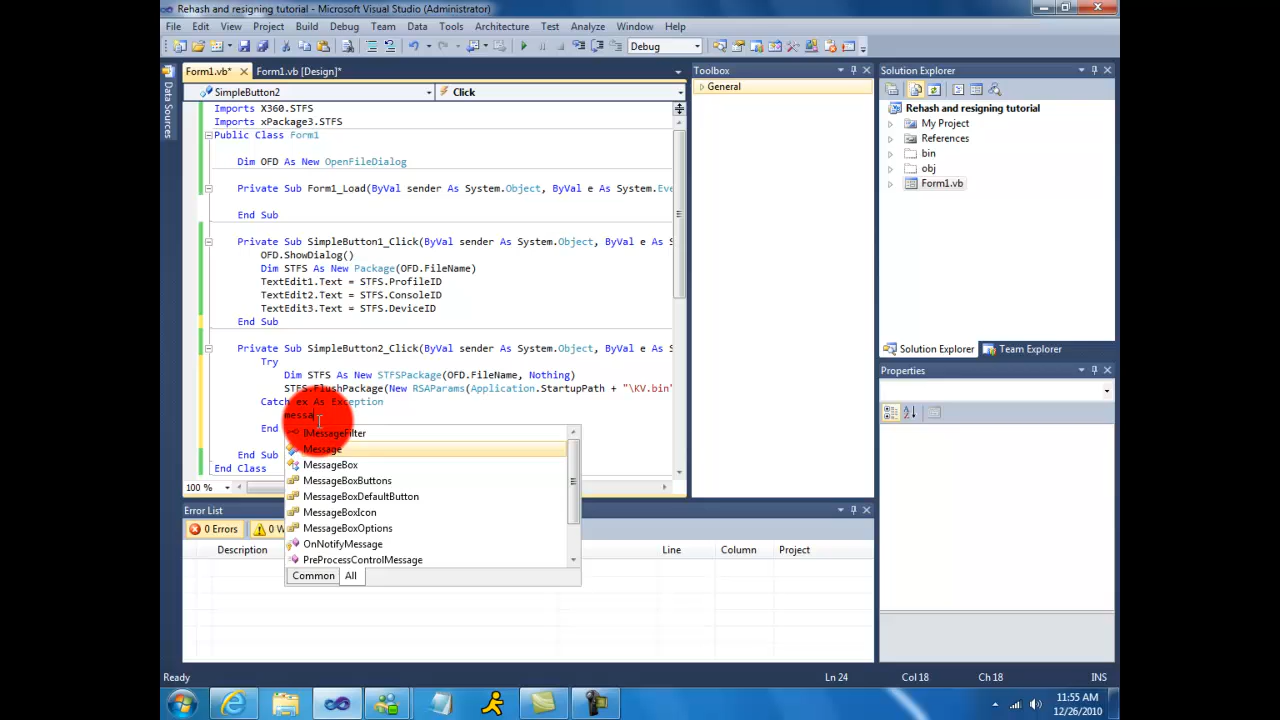 Rehash and resigning tutorial - Microsoft Visual Studio (Administrator)
File Edit View Project Build Debug Team Data Tools Architecture Test Analyze Window Help
Debug
Data Sources
Form1.vb* Form1.vb [Design]*
SimpleButton2 Click
Imports X360.STFS
Imports xPackage3.STFS
Public Class Form1
Dim OFD As New OpenFileDialog
Private Sub Form1_Load(ByVal sender As System.Object, ByVal e As System.Eve
End Sub
Private Sub SimpleButton1_Click(ByVal sender As System.Object, ByVal e As S
OFD.ShowDialog()
Dim STFS As New Package(OFD.FileName)
TextEdit1.Text = STFS.ProfileID
TextEdit2.Text = STFS.ConsoleID
TextEdit3.Text = STFS.DeviceID
End Sub
Private Sub SimpleButton2_Click(ByVal sender As System.Object, ByVal e As S
Try
Dim STFS As New STFSPackage(OFD.FileName, Nothing)
STFS.FlushPackage(New RSAParams(Application.StartupPath + "\KV.bin"
Catch ex As Exception
messa
End
End Sub
End Class
100 %
IMessageFilter
Message
MessageBox
MessageBoxButtons
MessageBoxDefaultButton
MessageBoxIcon
MessageBoxOptions
OnNotifyMessage
PreProcessControlMessage
Common All
Toolbox
General
Solution Explorer
Rehash and resigning tutorial
My Project
References
bin
obj
Form1.vb
Solution Explorer Team Explorer
Properties
Error List
0 Errors 0 W
Description Line Column Project
Ready Ln 24 Col 18 Ch 18 INS
11:55 AM
12/26/2010